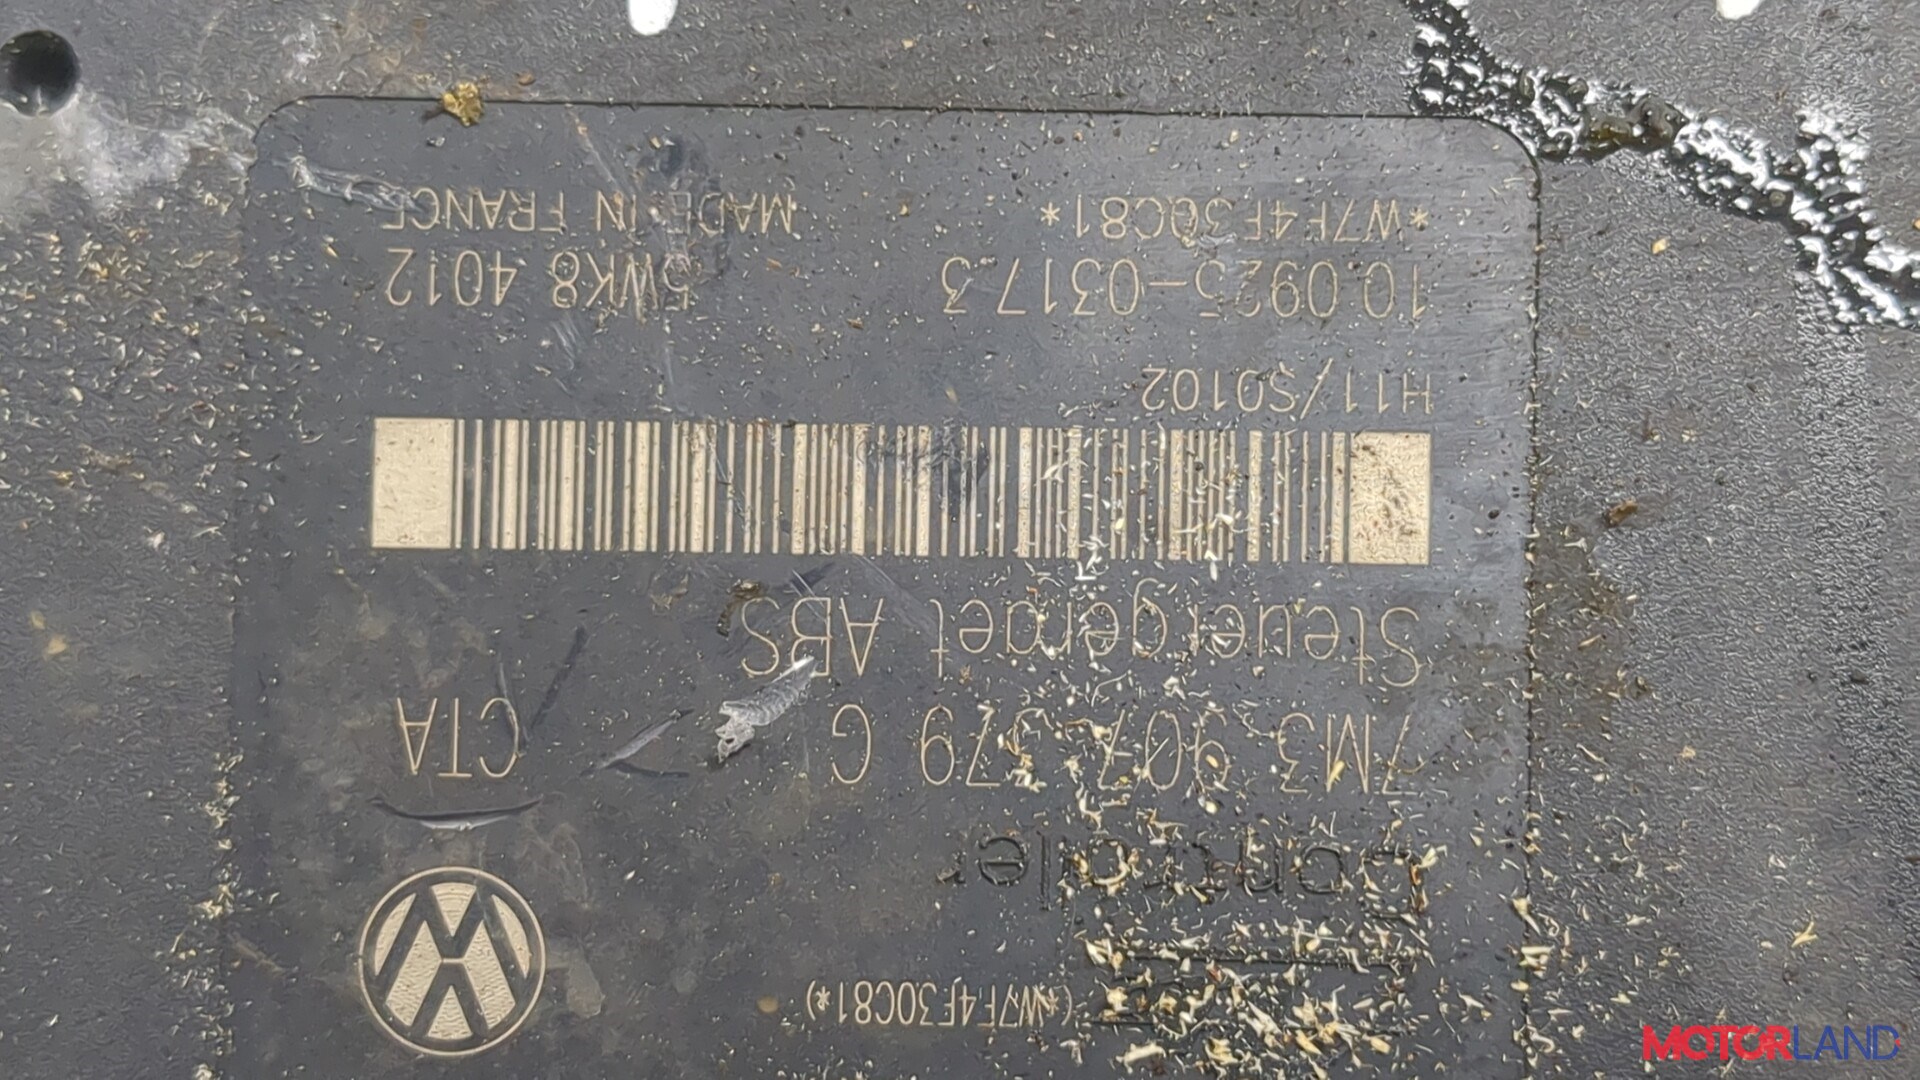 (*W7F4F30C81*)
Controller
7M3 907 379 G CTA
Steuergeraet ABS
H11/S0102
10.0925-0317.3 5WK8 4012
*W7F4F30C81* MADE IN FRANCE
MOTORLAND